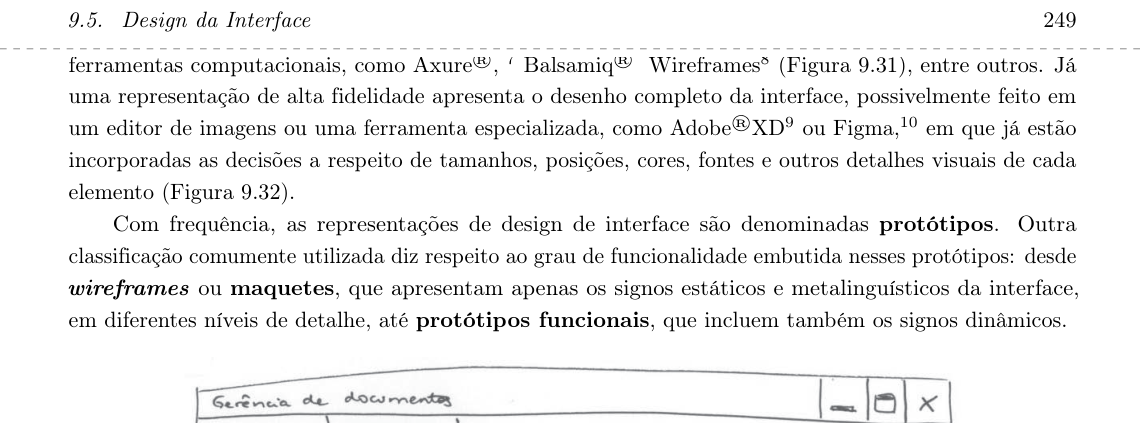 9.5. Design da Interface 249
ferramentas computacionais, como Axure®, ⁷ Balsamiq® Wireframes⁸ (Figura 9.31), entre outros. Já
uma representação de alta fidelidade apresenta o desenho completo da interface, possivelmente feito em
um editor de imagens ou uma ferramenta especializada, como Adobe®XD⁹ ou Figma,¹⁰ em que já estão
incorporadas as decisões a respeito de tamanhos, posições, cores, fontes e outros detalhes visuais de cada
elemento (Figura 9.32).
Com frequência, as representações de design de interface são denominadas protótipos. Outra
classificação comumente utilizada diz respeito ao grau de funcionalidade embutida nesses protótipos: desde
wireframes ou maquetes, que apresentam apenas os signos estáticos e metalinguísticos da interface,
em diferentes níveis de detalhe, até protótipos funcionais, que incluem também os signos dinâmicos.
Gerência de documentos